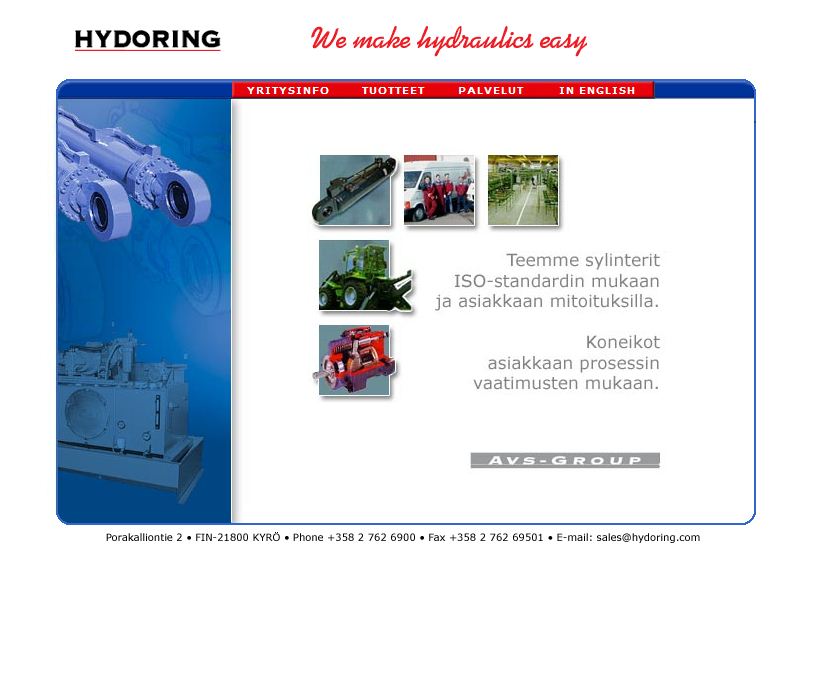 HYDORING
We make hydraulics easy
YRITYSINFO TUOTTEET PALVELUT IN ENGLISH
Teemme sylinterit
ISO-standardin mukaan
ja asiakkaan mitoituksilla.
Koneikot
asiakkaan prosessin
vaatimusten mukaan.
AVS-GROUP
Porakalliontie 2 • FIN-21800 KYRÖ • Phone +358 2 762 6900 • Fax +358 2 762 69501 • E-mail: sales@hydoring.com